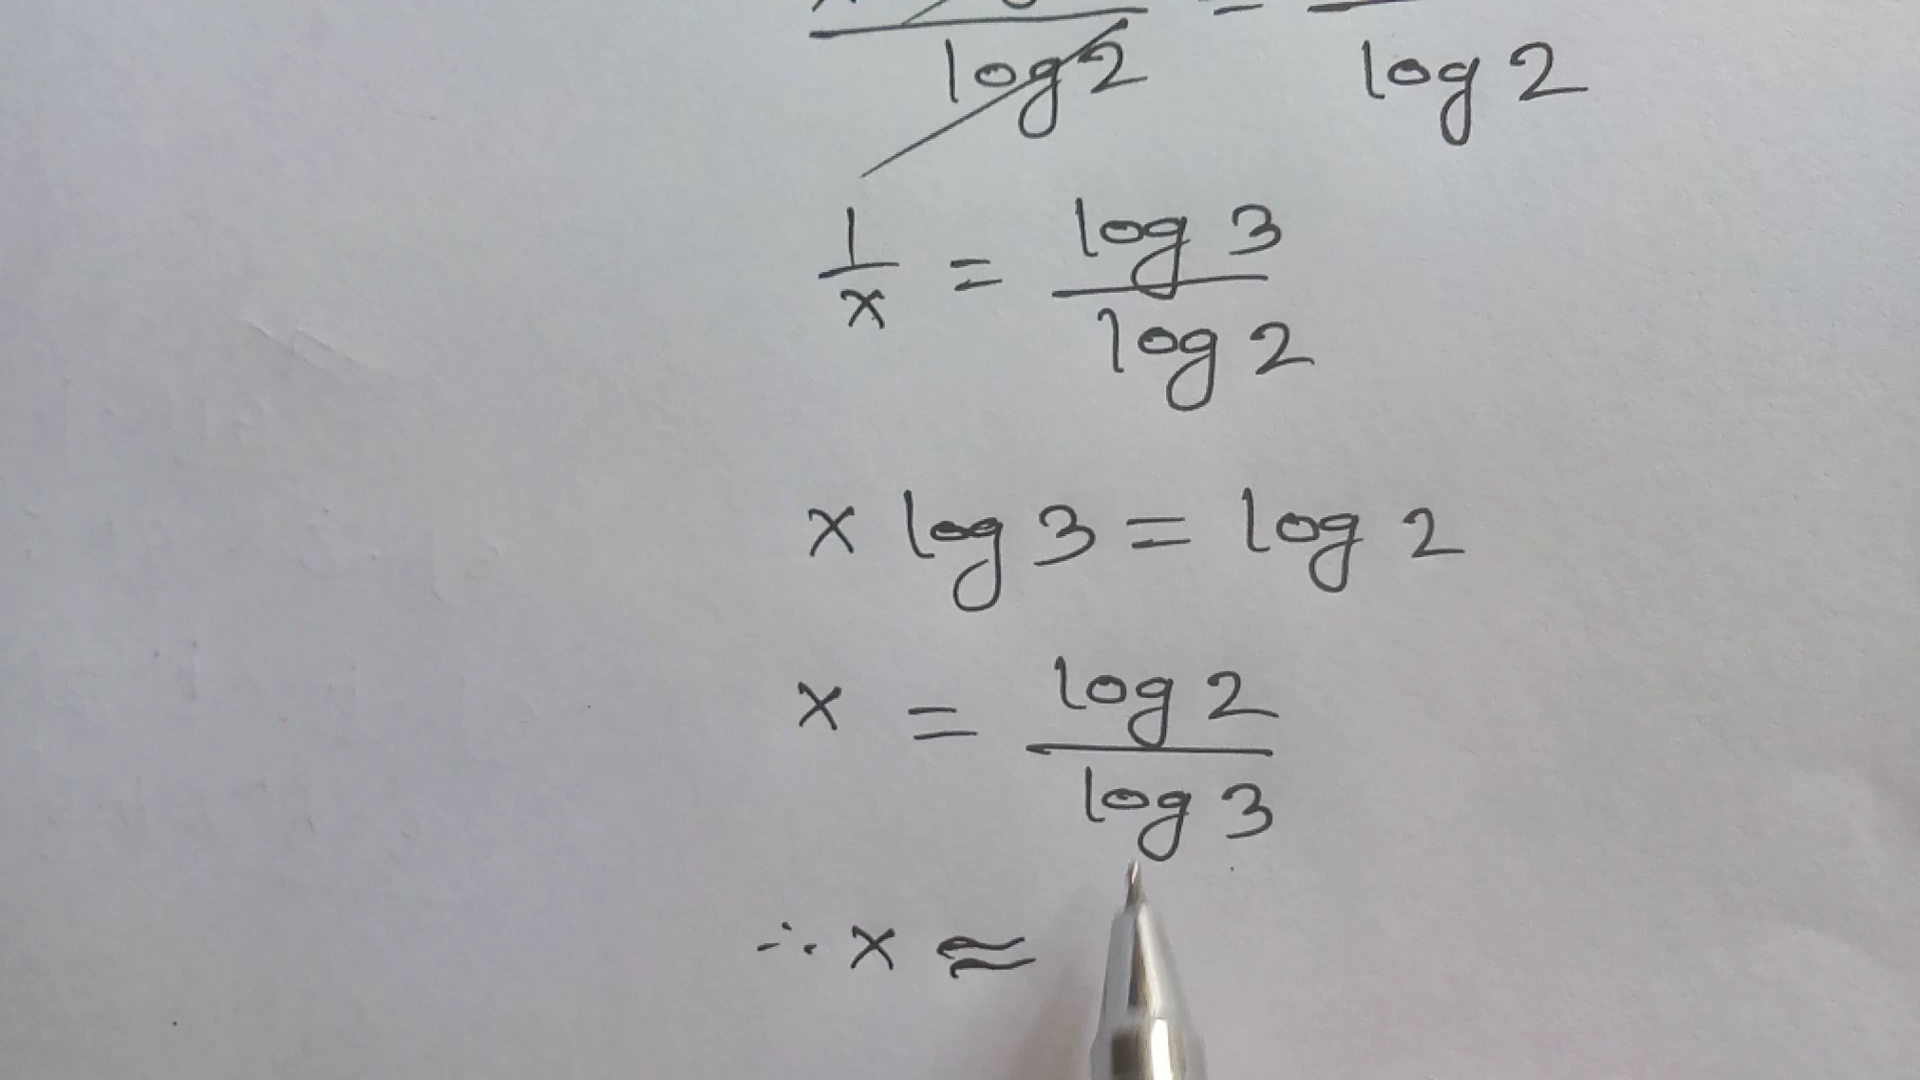 log 2 = log 2
1/x = log 3 / log 2
x log 3 = log 2
x = log 2 / log 3
∴ x ≈